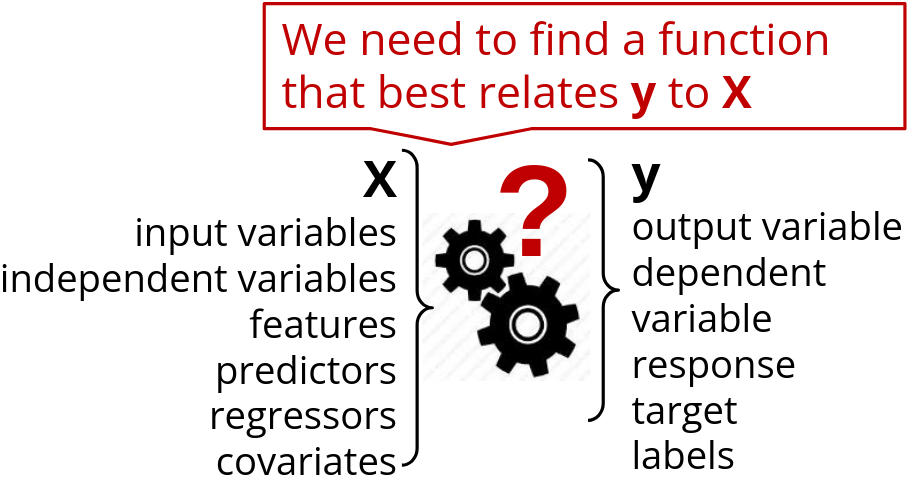 We need to find a function
that best relates y to X
X
input variables
independent variables
features
predictors
regressors
covariates
?
y
output variable
dependent
variable
response
target
labels